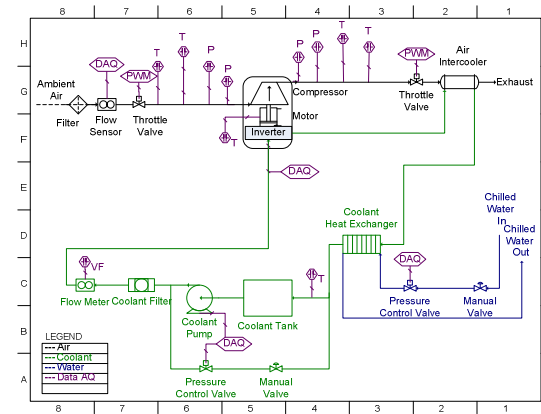 8 7 6 5 4 3 2 1
H
T T P P P P T T
DAQ
PWM
PWM
Air
Intercooler
G
Ambient
Air
Filter
Flow
Sensor
Throttle
Valve
Compressor
Throttle
Valve
Exhaust
F
Motor
Inverter
T
E
DAQ
D
Coolant
Heat Exchanger
Chilled
Water
In
Chilled
Water
Out
DAQ
C
VF
Flow Meter
Coolant Filter
Coolant
Pump
Coolant Tank
T
Pressure
Control Valve
Manual
Valve
B
DAQ
LEGEND
Air
Coolant
Water
Data AQ
A
Pressure
Control Valve
Manual
Valve
8 7 6 5 4 3 2 1
H
G
F
E
D
C
B
A